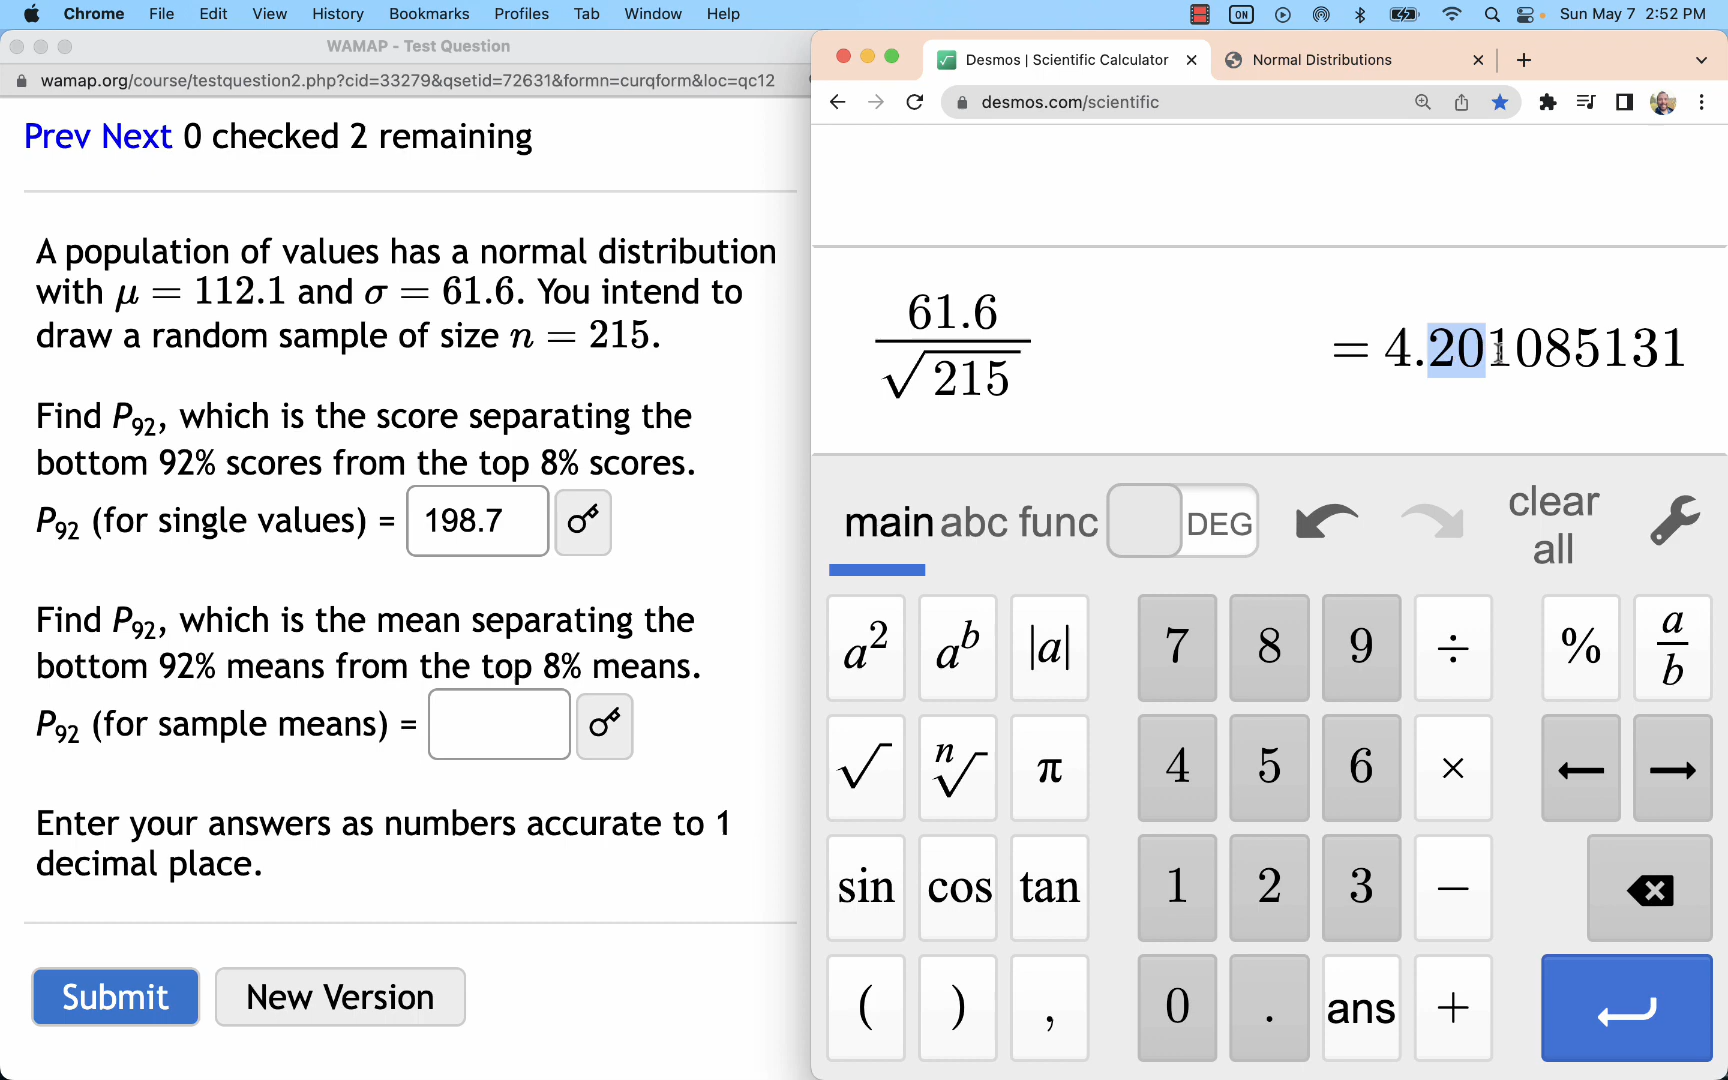 Chrome File Edit View History Bookmarks Profiles Tab Window Help ON Sun May 7 2:52 PM
WAMAP - Test Question
wamap.org/course/testquestion2.php?cid=33279&qsetid=72631&formn=curqform&loc=qc12
Prev Next 0 checked 2 remaining
A population of values has a normal distribution
with μ = 112.1 and σ = 61.6. You intend to
draw a random sample of size n = 215.
Find P92, which is the score separating the
bottom 92% scores from the top 8% scores.
P92 (for single values) = 198.7
Find P92, which is the mean separating the
bottom 92% means from the top 8% means.
P92 (for sample means) =
Enter your answers as numbers accurate to 1
decimal place.
Submit New Version
Desmos | Scientific Calculator Normal Distributions
desmos.com/scientific
61.6
√215
= 4.201085131
main abc func DEG clear
all
a² aᵇ |a| 7 8 9 ÷ % a/b
√ ⁿ√ π 4 5 6 × ← →
sin cos tan 1 2 3 −
( ) , 0 . ans +